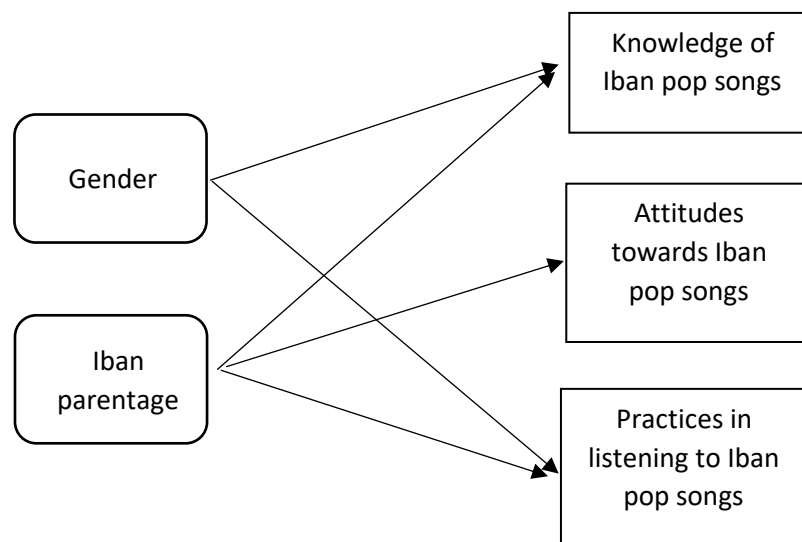 Knowledge of
Iban pop songs
Gender
Attitudes
towards Iban
pop songs
Iban
parentage
Practices in
listening to Iban
pop songs